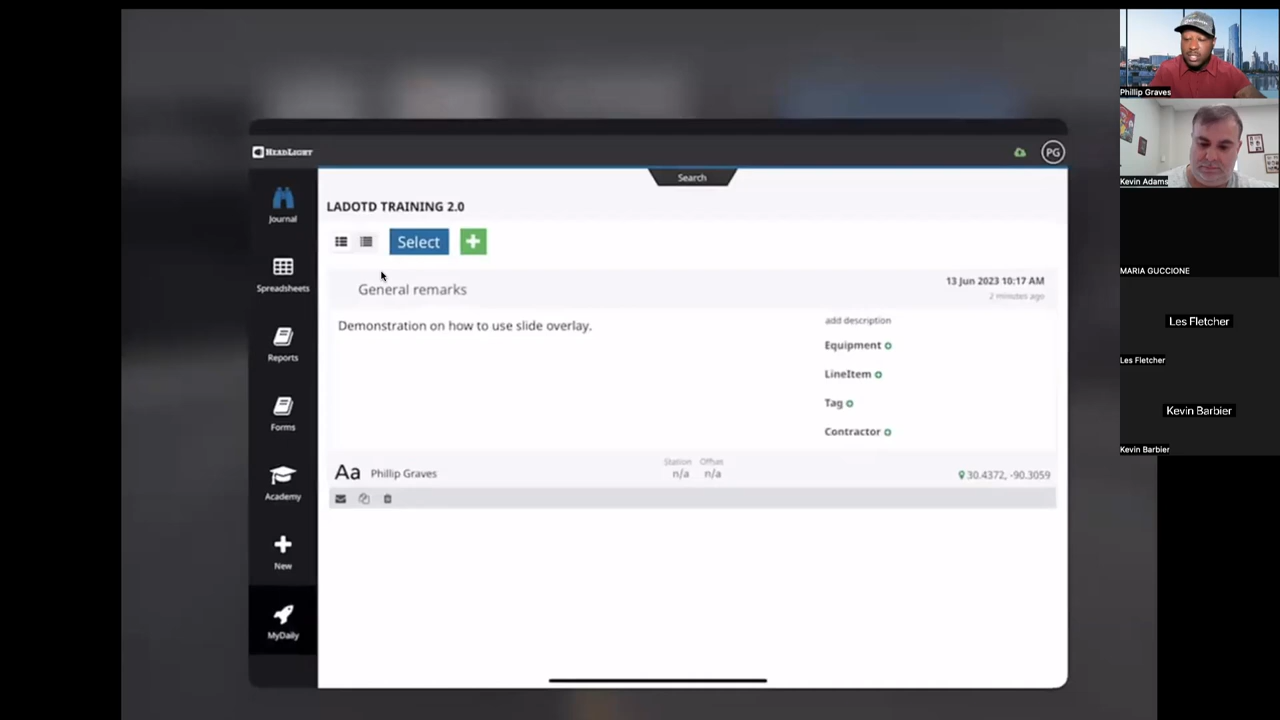 HEADLIGHT
PG
Search
Journal
Spreadsheets
Reports
Forms
Academy
New
MyDaily
LADOTD TRAINING 2.0
Select
General remarks
13 Jun 2023 10:17 AM
2 minutes ago
Demonstration on how to use slide overlay.
add description
Equipment
LineItem
Tag
Contractor
Aa Phillip Graves
Station Offset
n/a n/a
30.4372, -90.3059
Phillip Graves
Kevin Adams
MARIA GUCCIONE
Les Fletcher
Les Fletcher
Kevin Barbier
Kevin Barbier